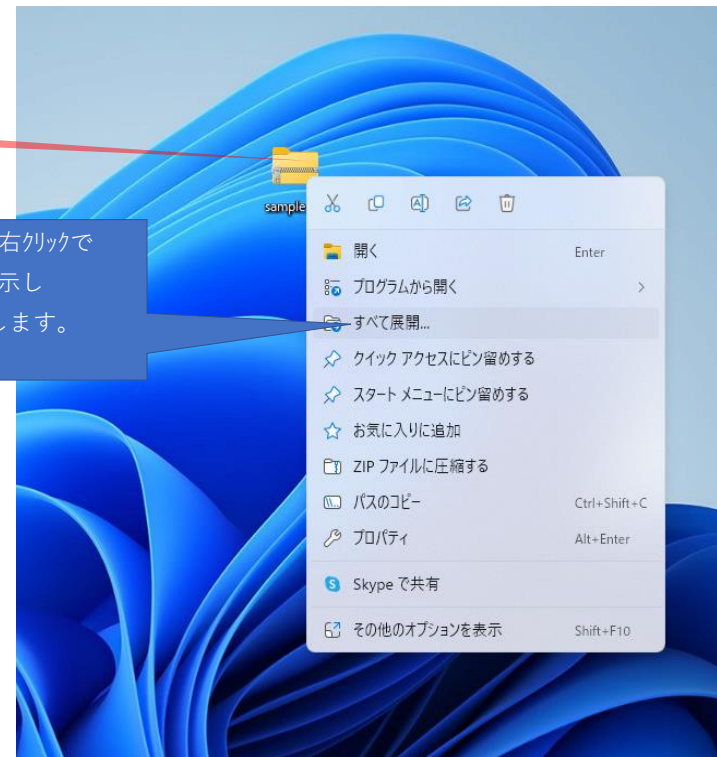 sample
右ｸﾘｯｸで
示し
します。
開く Enter
プログラムから開く
すべて展開...
クイック アクセスにピン留めする
スタート メニューにピン留めする
お気に入りに追加
ZIP ファイルに圧縮する
パスのコピー Ctrl+Shift+C
プロパティ Alt+Enter
Skype で共有
その他のオプションを表示 Shift+F10